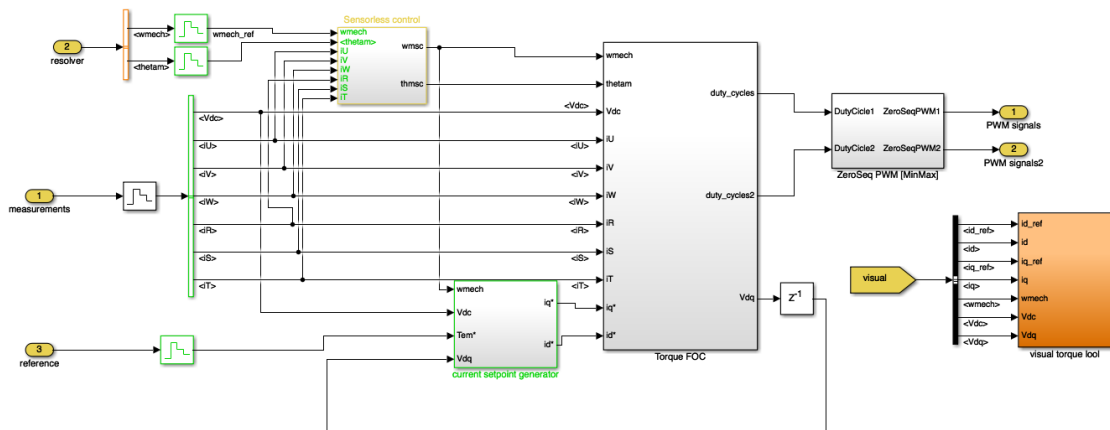 Sensorless control
2
resolver
<wmech>
wmech_ref
<thetam>
wmech
<thetam>
iU
iV
iW
iR
iS
iT
wmsc
thmsc
1
measurements
<Vdc>
<iU>
<iV>
<iW>
<iR>
<iS>
<iT>
<Vdc>
<iU>
<iV>
<iW>
<iR>
<iS>
<iT>
3
reference
wmech
Vdc
Tem*
Vdq
iq*
id*
current setpoint generator
wmech
thetam
Vdc
iU
iV
iW
iR
iS
iT
iq*
id*
duty_cycles
duty_cycles2
Vdq
Torque FOC
Z-1
DutyCicle1
DutyCicle2
ZeroSeqPWM1
ZeroSeqPWM2
ZeroSeq PWM [MinMax]
1
PWM signals
2
PWM signals2
visual
<id_ref>
<id>
<iq_ref>
<iq>
<wmech>
<Vdc>
<Vdq>
id_ref
id
iq_ref
iq
wmech
Vdc
Vdq
visual torque lool